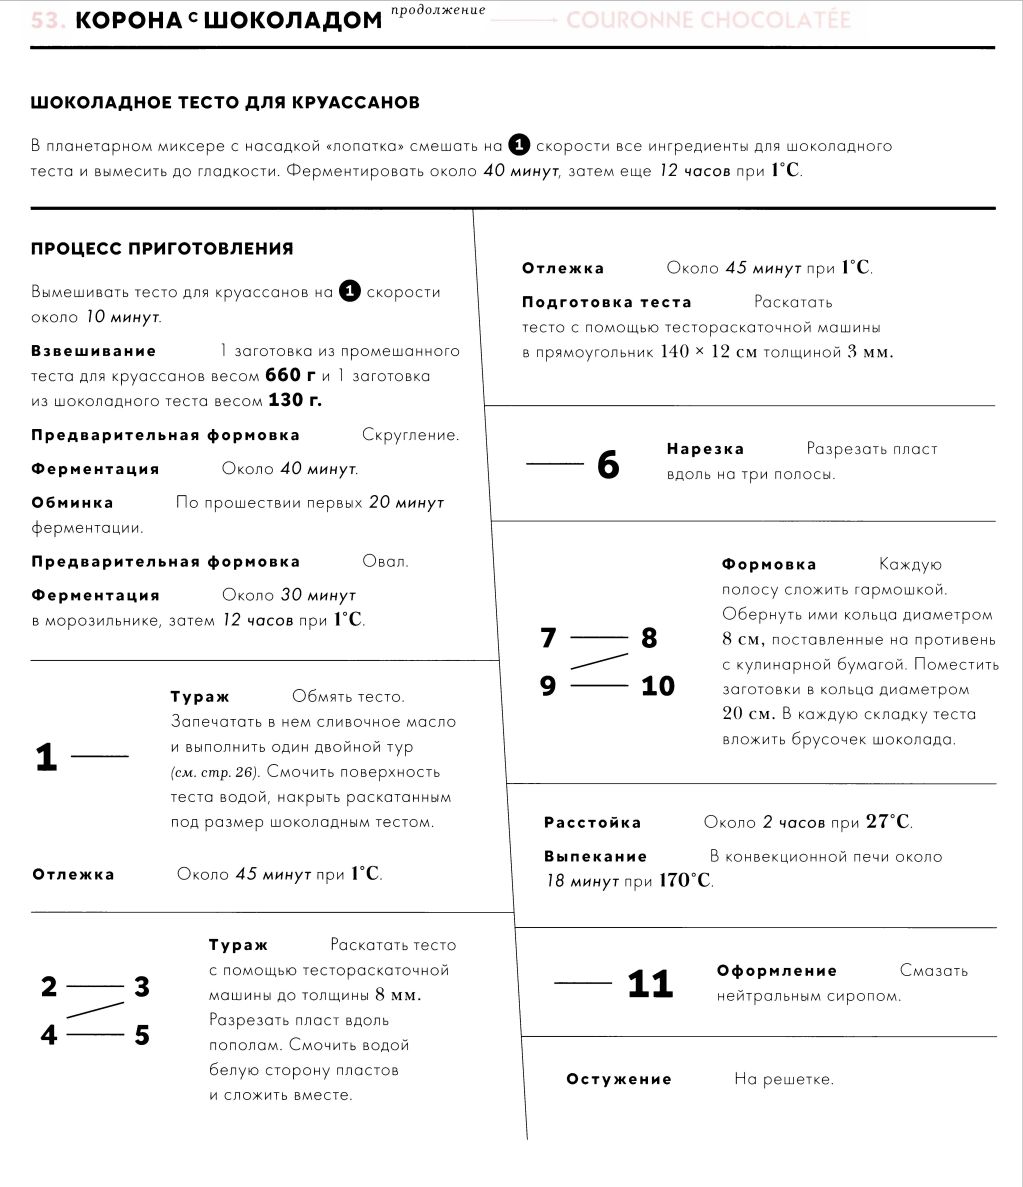 53. КОРОНА С ШОКОЛАДОМ продолжение COURONNE CHOCOLATÉE
ШОКОЛАДНОЕ ТЕСТО ДЛЯ КРУАССАНОВ
В планетарном миксере с насадкой «лопатка» смешать на 1 скорости все ингредиенты для шоколадного
теста и вымесить до гладкости. Ферментировать около 40 минут, затем еще 12 часов при 1°C.
ПРОЦЕСС ПРИГОТОВЛЕНИЯ
Вымешивать тесто для круассанов на 1 скорости
около 10 минут.
Взвешивание 1 заготовка из промешанного
теста для круассанов весом 660 г и 1 заготовка
из шоколадного теста весом 130 г.
Предварительная формовка Скругление.
Ферментация Около 40 минут.
Обминка По прошествии первых 20 минут
ферментации.
Предварительная формовка Овал.
Ферментация Около 30 минут
в морозильнике, затем 12 часов при 1°C.
1
Тураж Обмять тесто.
Запечатать в нем сливочное масло
и выполнить один двойной тур
(см. стр. 26). Смочить поверхность
теста водой, накрыть раскатанным
под размер шоколадным тестом.
Отлежка Около 45 минут при 1°C.
2 3
4 5
Тураж Раскатать тесто
с помощью тестораскаточной
машины до толщины 8 мм.
Разрезать пласт вдоль
пополам. Смочить водой
белую сторону пластов
и сложить вместе.
Отлежка Около 45 минут при 1°C.
Подготовка теста Раскатать
тесто с помощью тестораскаточной машины
в прямоугольник 140 × 12 см толщиной 3 мм.
6
Нарезка Разрезать пласт
вдоль на три полосы.
7 8
9 10
Формовка Каждую
полосу сложить гармошкой.
Обернуть ими кольца диаметром
8 см, поставленные на противень
с кулинарной бумагой. Поместить
заготовки в кольца диаметром
20 см. В каждую складку теста
вложить брусочек шоколада.
Расстойка Около 2 часов при 27°C.
Выпекание В конвекционной печи около
18 минут при 170°C.
11
Оформление Смазать
нейтральным сиропом.
Остужение На решетке.